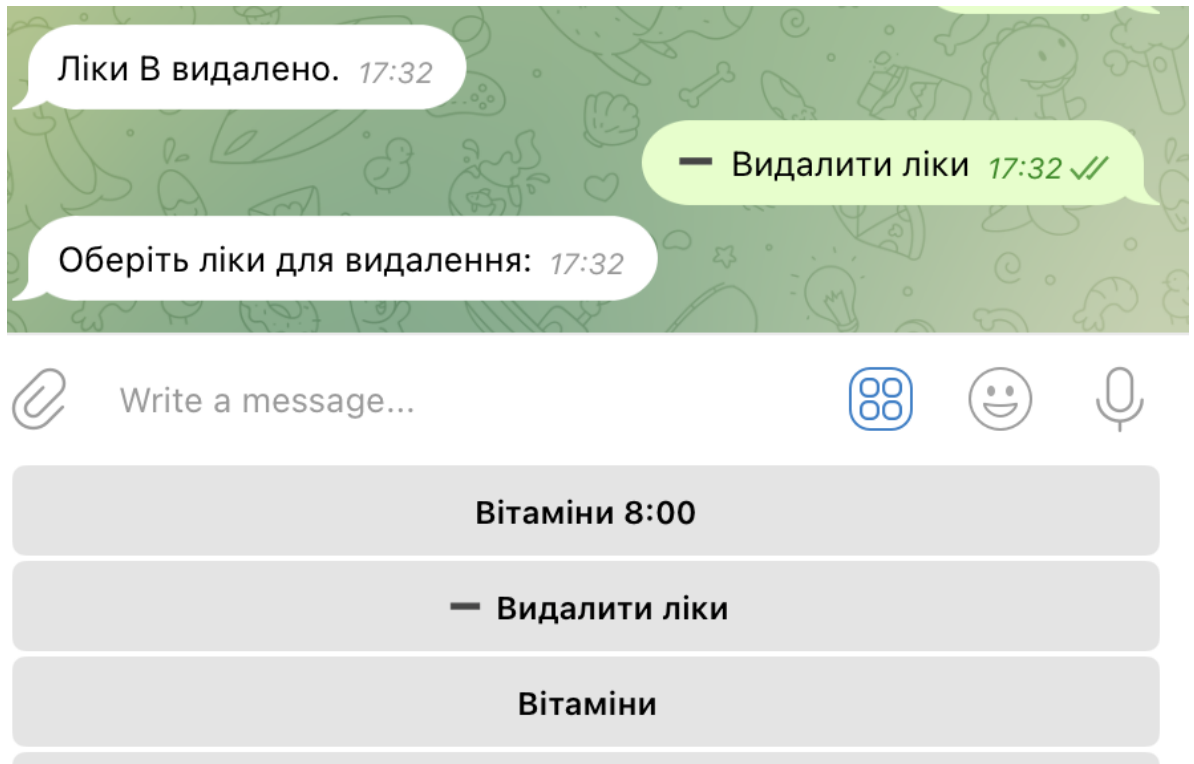 Ліки В видалено. 17:32
➖ Видалити ліки 17:32
Оберіть ліки для видалення: 17:32
Write a message...
Вітаміни 8:00
➖ Видалити ліки
Вітаміни